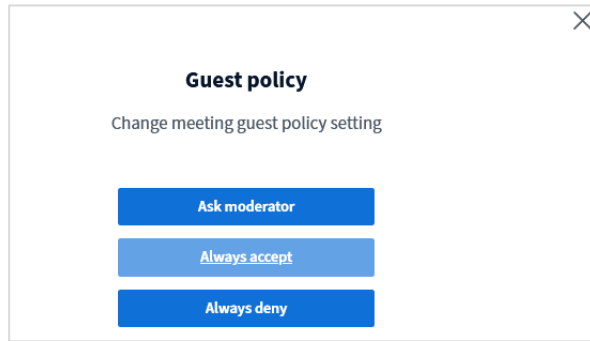 Guest policy
Change meeting guest policy setting
Ask moderator
Always accept
Always deny